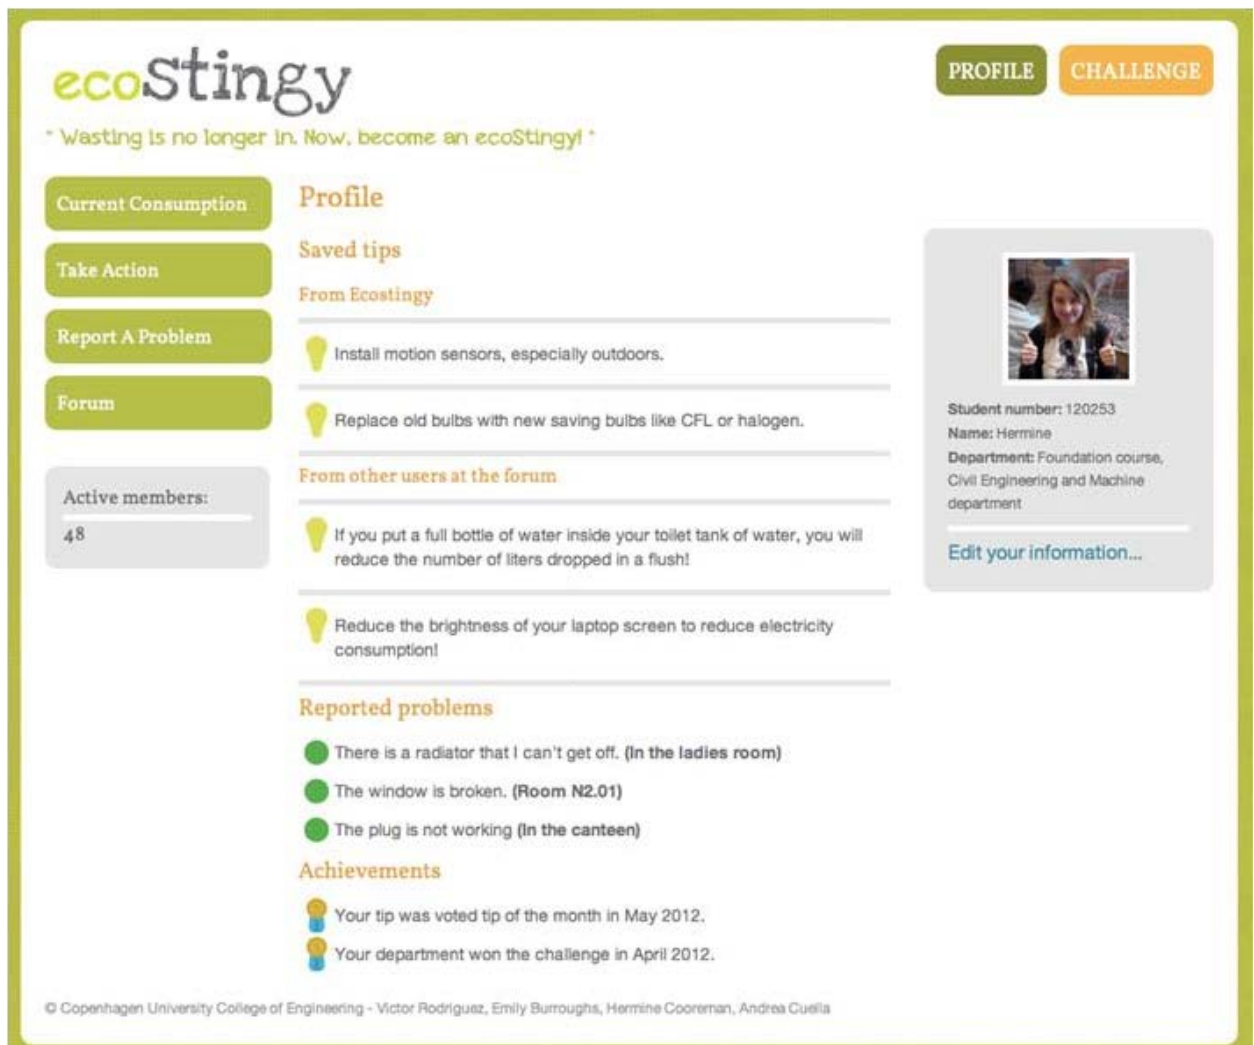 ecoStingy
PROFILE
CHALLENGE
" Wasting is no longer in. Now, become an ecoStingy! "
Current Consumption
Take Action
Report A Problem
Forum
Active members:
48
Profile
Saved tips
From Ecostingy
Install motion sensors, especially outdoors.
Replace old bulbs with new saving bulbs like CFL or halogen.
From other users at the forum
If you put a full bottle of water inside your toilet tank of water, you will
reduce the number of liters dropped in a flush!
Reduce the brightness of your laptop screen to reduce electricity
consumption!
Reported problems
There is a radiator that I can't get off. (In the ladies room)
The window is broken. (Room N2.01)
The plug is not working (In the canteen)
Achievements
Your tip was voted tip of the month in May 2012.
Your department won the challenge in April 2012.
Student number: 120253
Name: Hermine
Department: Foundation course,
Civil Engineering and Machine
department
Edit your information...
© Copenhagen University College of Engineering - Victor Rodriguez, Emily Burroughs, Hermine Cooreman, Andrea Cuella